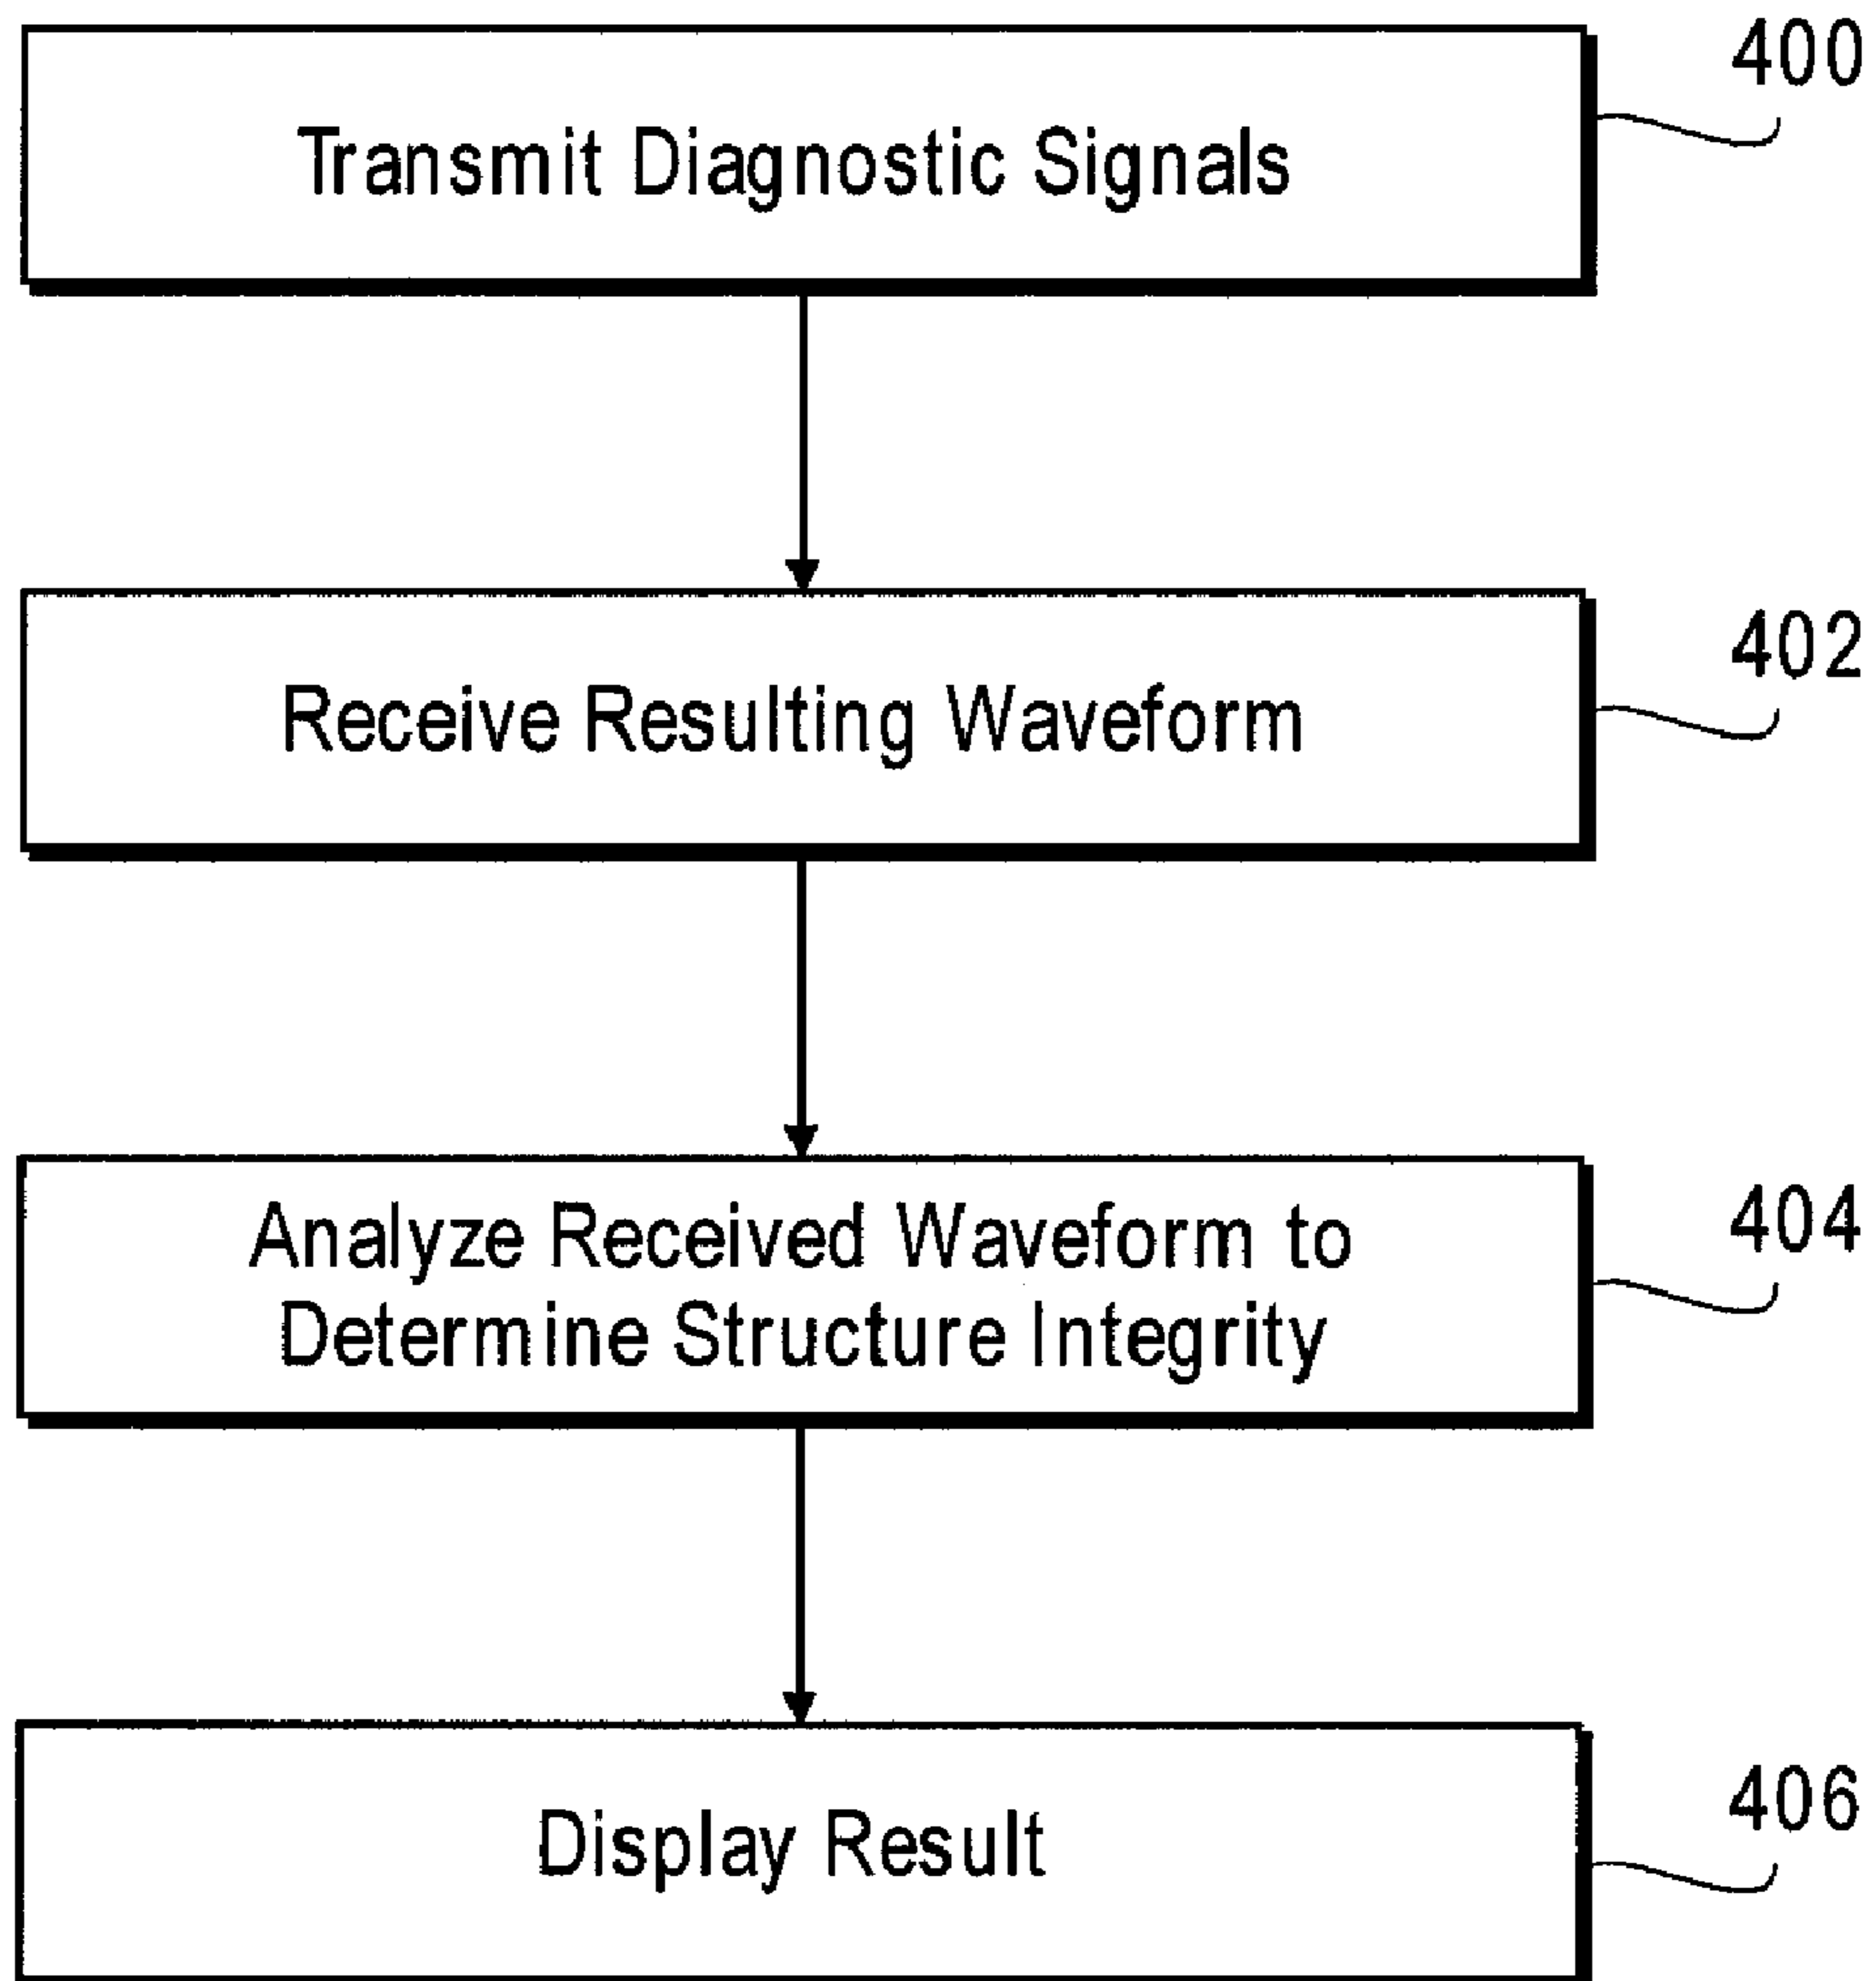 400
Transmit Diagnostic Signals
402
Receive Resulting Waveform
404
Analyze Received Waveform to
Determine Structure Integrity
406
Display Result